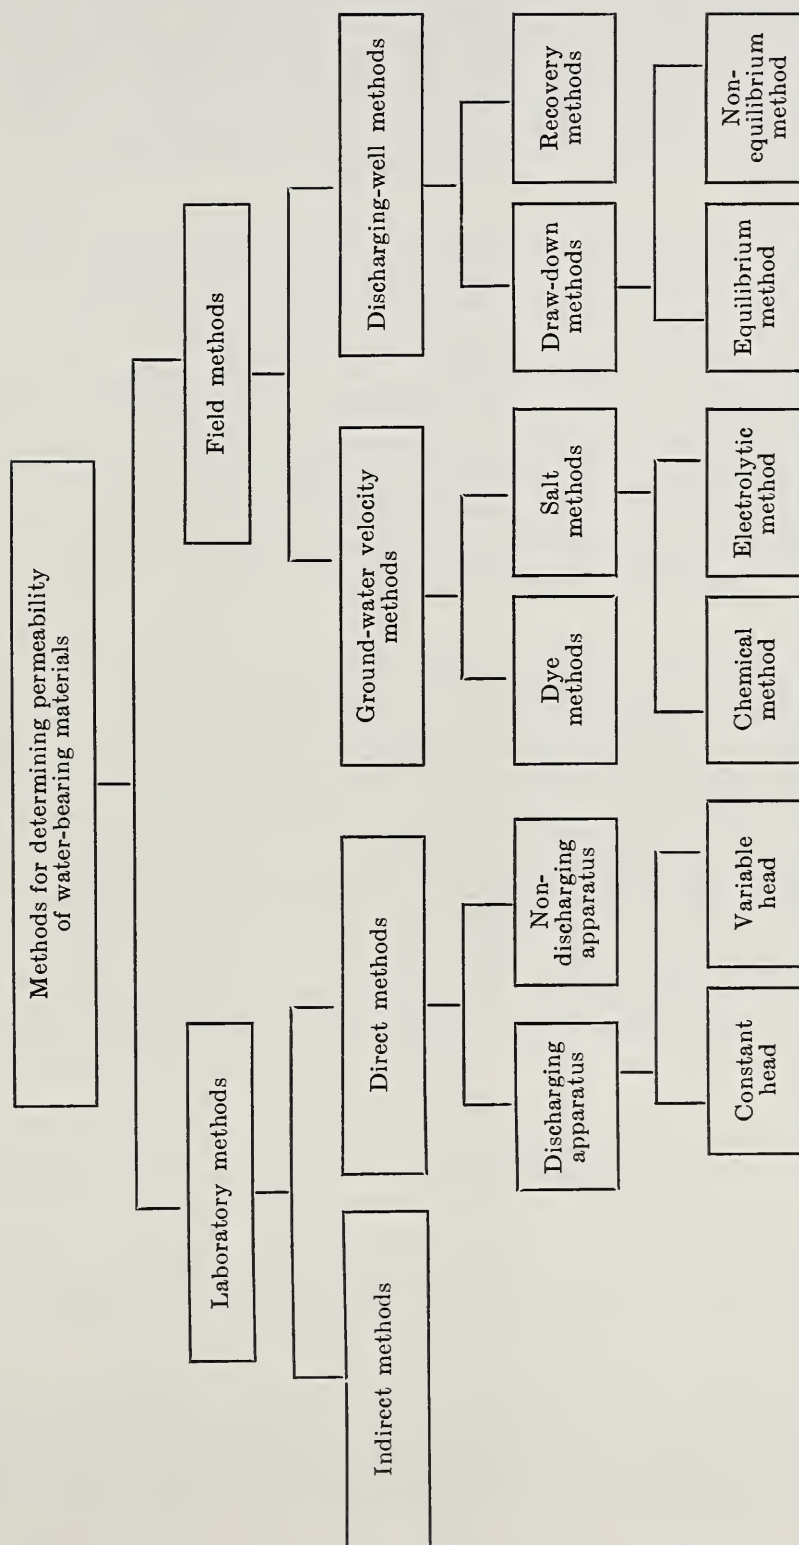 Methods for determining permeability
of water-bearing materials
Laboratory methods
Field methods
Indirect methods
Direct methods
Ground-water velocity
methods
Discharging-well methods
Discharging
apparatus
Non-
discharging
apparatus
Dye
methods
Salt
methods
Draw-down
methods
Recovery
methods
Constant
head
Variable
head
Chemical
method
Electrolytic
method
Equilibrium
method
Non-
equilibrium
method